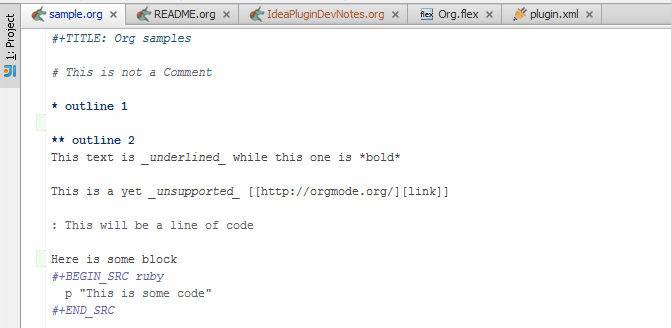 sample.org README.org IdeaPluginDevNotes.org Org.flex plugin.xml
1: Project
#+TITLE: Org samples
# This is not a Comment
* outline 1
** outline 2
This text is _underlined_ while this one is *bold*
This is a yet _unsupported_ [[http://orgmode.org/][link]]
: This will be a line of code
Here is some block
#+BEGIN_SRC ruby
p "This is some code"
#+END_SRC